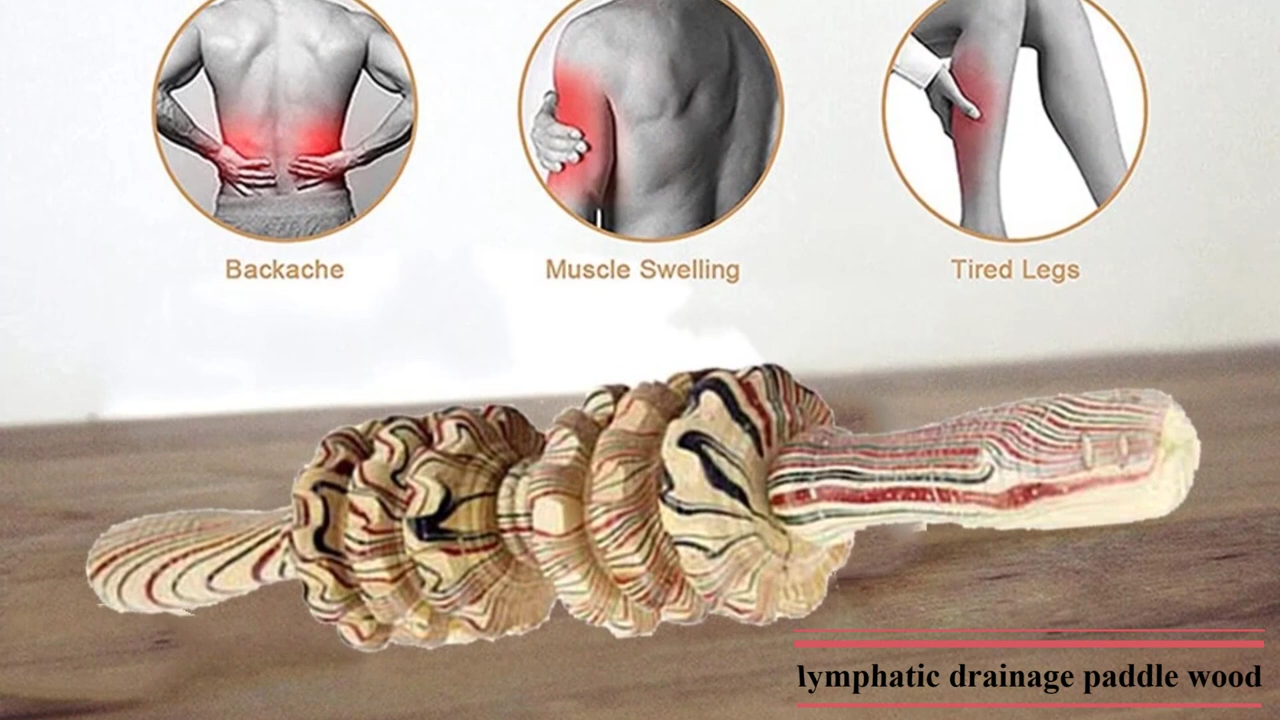 Backache
Muscle Swelling
Tired Legs
lymphatic drainage paddle wood